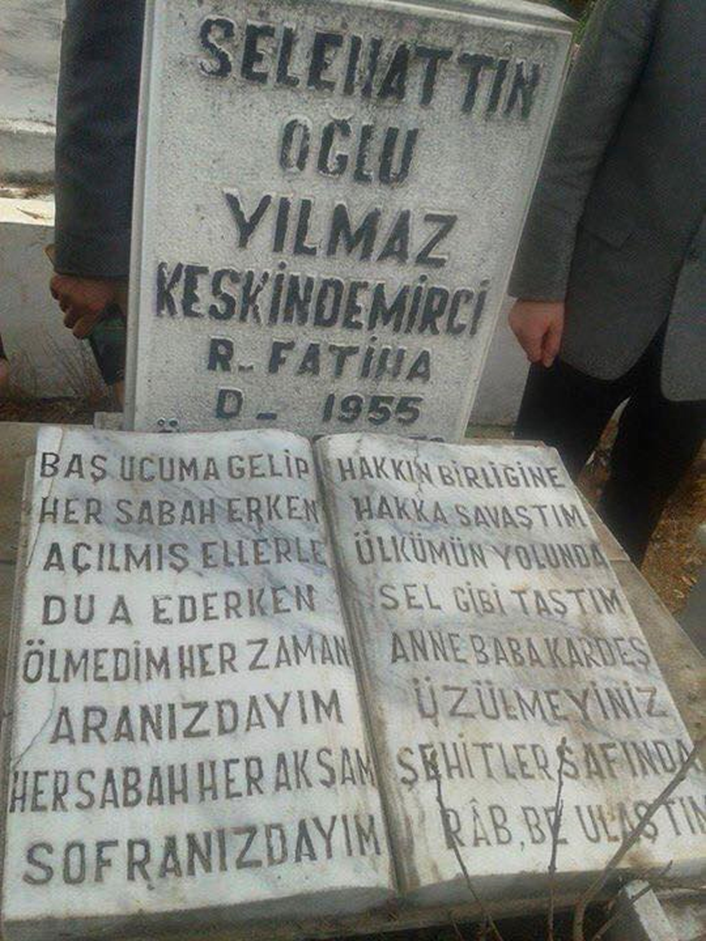 SELEHATTİN
OĞLU
YILMAZ
KESKİNDEMİRCİ
R.. FATİHA
D_ 1955
BAŞ UCUMA GELİP
HER SABAH ERKEN
AÇILMIŞ ELLERLE
DUA EDERKEN
ÖLMEDİM HER ZAMAN
ARANIZDAYIM
HER SABAH HER AKŞAM
SOFRANIZDAYIM
HAKKIN BİRLİĞİNE
HAKKA SAVAŞTIM
ÜLKÜMÜN YOLUNDA
SEL GİBİ TAŞTIM
ANNE BABA KARDEŞ
ÜZÜLMEYİNİZ
ŞEHİTLER SAFINDA
RÂB, BE ULAŞTIM